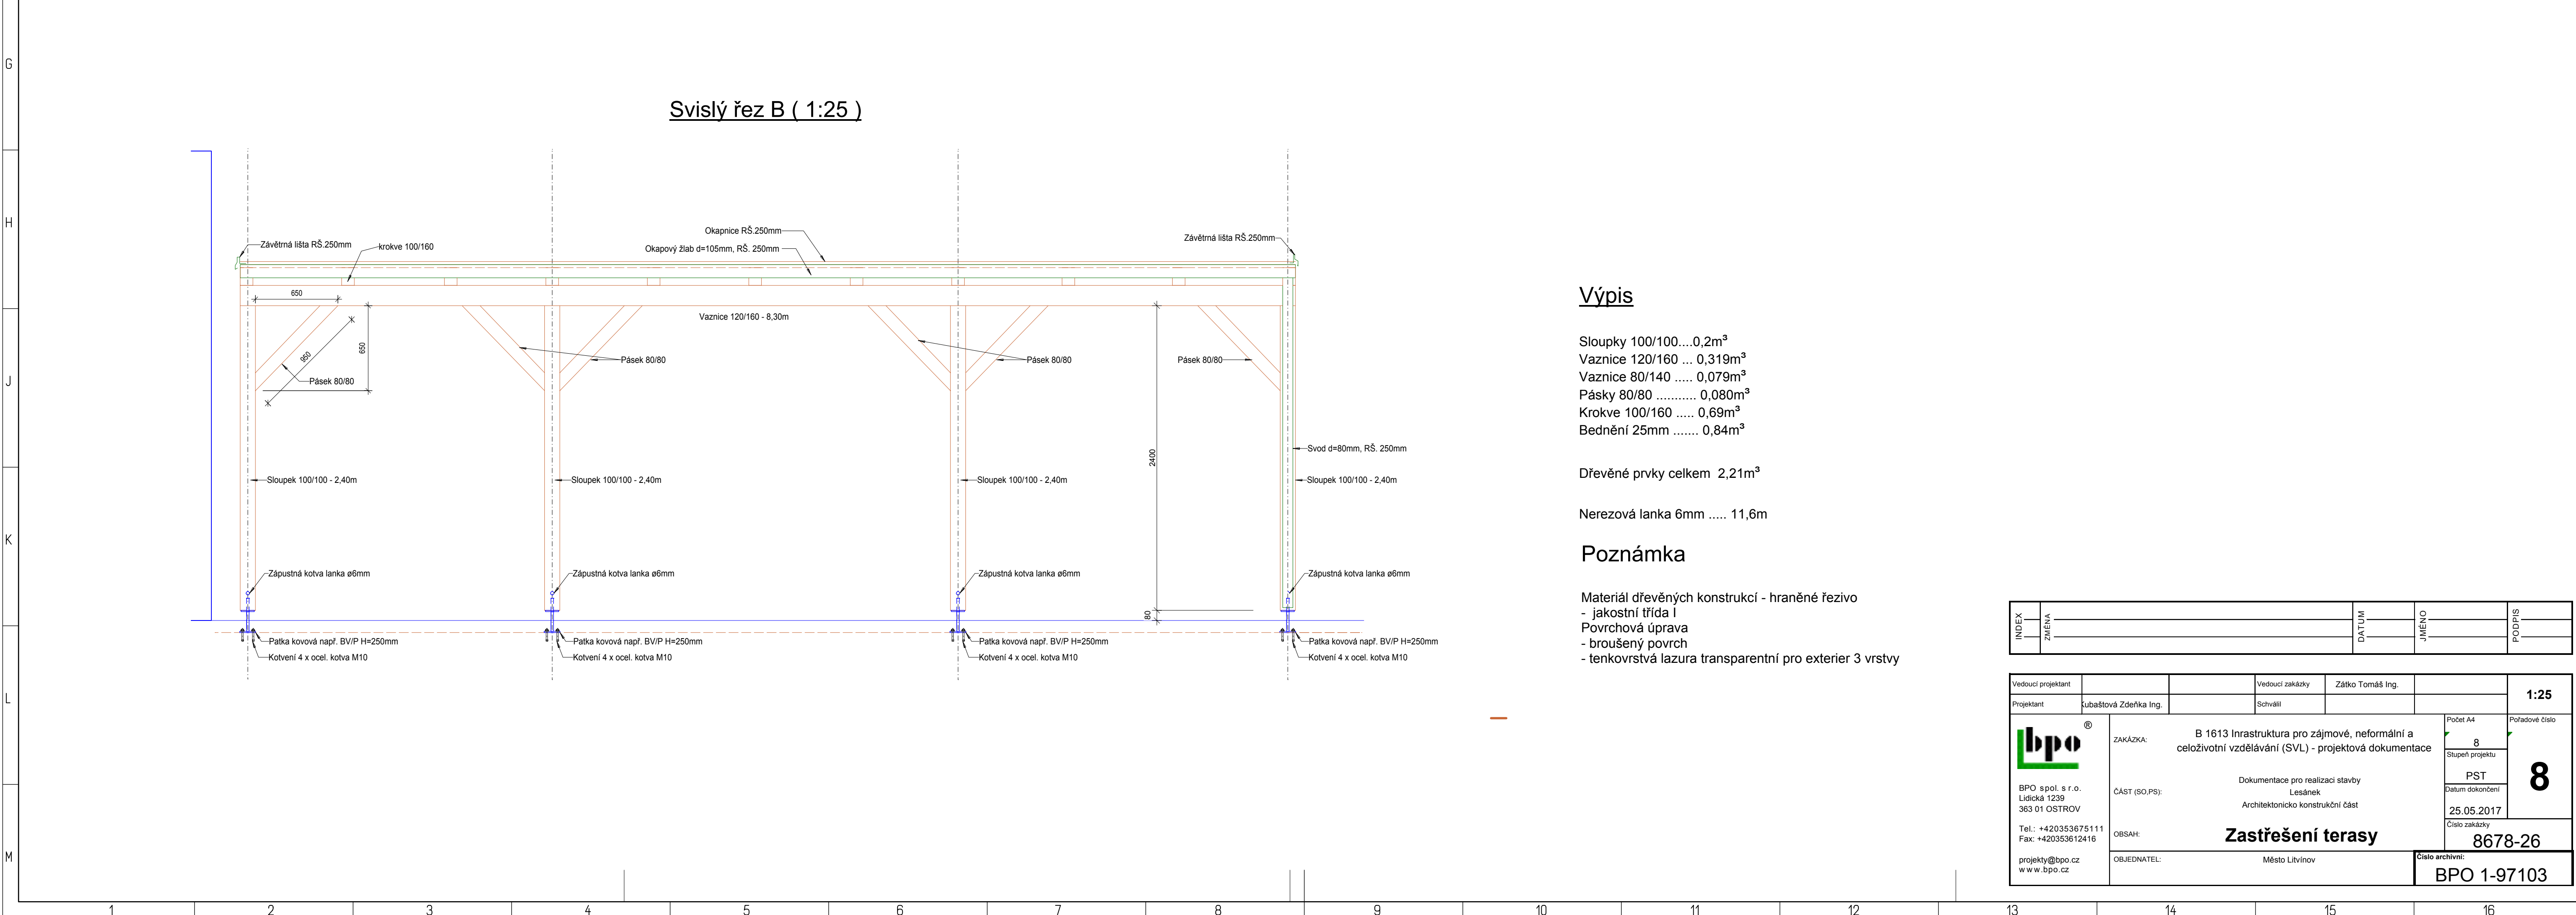 G
H
J
K
L
M
Svislý řez B ( 1:25 )
Závětrná lišta RŠ.250mm
krokve 100/160
Okapnice RŠ.250mm
Okapový žlab d=105mm, RŠ. 250mm
Závětrná lišta RŠ.250mm
650
650
950
Vaznice 120/160 - 8,30m
Pásek 80/80
Pásek 80/80
Pásek 80/80
Pásek 80/80
2400
80
Svod d=80mm, RŠ. 250mm
Sloupek 100/100 - 2,40m
Sloupek 100/100 - 2,40m
Sloupek 100/100 - 2,40m
Sloupek 100/100 - 2,40m
Zápustná kotva lanka ø6mm
Zápustná kotva lanka ø6mm
Zápustná kotva lanka ø6mm
Zápustná kotva lanka ø6mm
Patka kovová např. BV/P H=250mm
Kotvení 4 x ocel. kotva M10
Patka kovová např. BV/P H=250mm
Kotvení 4 x ocel. kotva M10
Patka kovová např. BV/P H=250mm
Kotvení 4 x ocel. kotva M10
Patka kovová např. BV/P H=250mm
Kotvení 4 x ocel. kotva M10
Výpis
Sloupky 100/100....0,2m³
Vaznice 120/160 ... 0,319m³
Vaznice 80/140 ..... 0,079m³
Pásky 80/80 ........... 0,080m³
Krokve 100/160 ..... 0,69m³
Bednění 25mm ....... 0,84m³
Dřevěné prvky celkem 2,21m³
Nerezová lanka 6mm ..... 11,6m
Poznámka
Materiál dřevěných konstrukcí - hraněné řezivo
- jakostní třída I
Povrchová úprava
- broušený povrch
- tenkovrstvá lazura transparentní pro exterier 3 vrstvy
INDEX
ZMĚNA
DATUM
JMÉNO
PODPIS
Vedoucí projektant
Vedoucí zakázky
Zátko Tomáš Ing.
1:25
Projektant
Kubaštová Zdeňka Ing.
Schválil
bpo ®
BPO spol. s r.o.
Lidická 1239
363 01 OSTROV
Tel.: +420353675111
Fax: +420353612416
projekty@bpo.cz
www.bpo.cz
ZAKÁZKA:
B 1613 Inrastruktura pro zájmové, neformální a
celoživotní vzdělávání (SVL) - projektová dokumentace
ČÁST (SO,PS):
Dokumentace pro realizaci stavby
Lesánek
Architektonicko konstrukční část
OBSAH:
Zastřešení terasy
OBJEDNATEL:
Město Litvínov
Počet A4
8
Stupeň projektu
PST
Datum dokončení
25.05.2017
Pořadové číslo
8
Číslo zakázky
8678-26
Číslo archivní:
BPO 1-97103
1 2 3 4 5 6 7 8 9 10 11 12 13 14 15 16